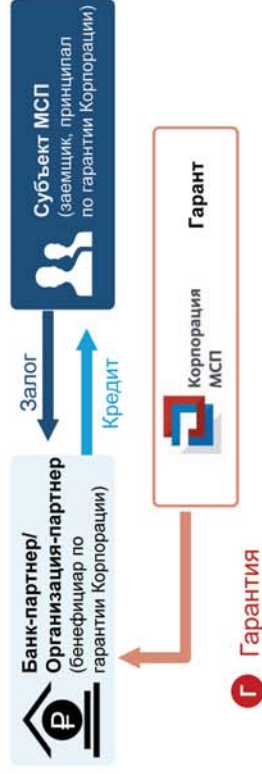 Банк-партнер/
Организация-партнер
(бенефициар по
гарантии Корпорации)
Залог
Кредит
Субъект МСП
(заемщик, принципал
по гарантии Корпорации)
Корпорация
МСП
Гарант
Г Гарантия